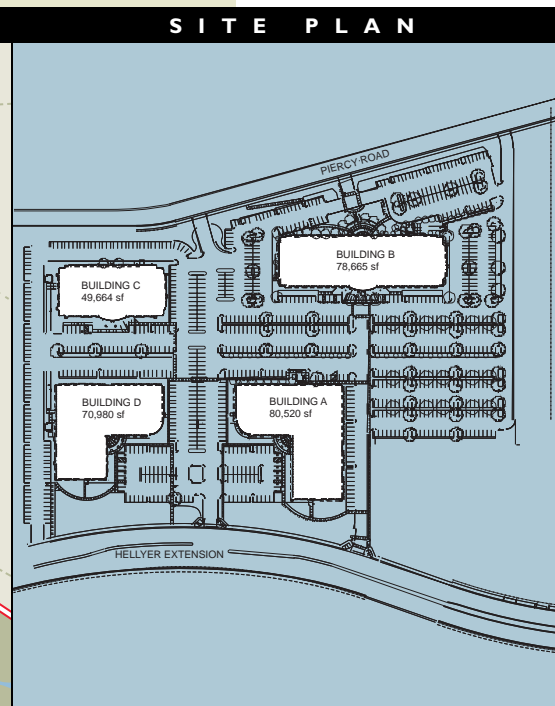 SITE PLAN
PIERCY ROAD
BUILDING B
78,665 sf
BUILDING C
49,664 sf
BUILDING D
70,980 sf
BUILDING A
80,520 sf
HELLYER EXTENSION